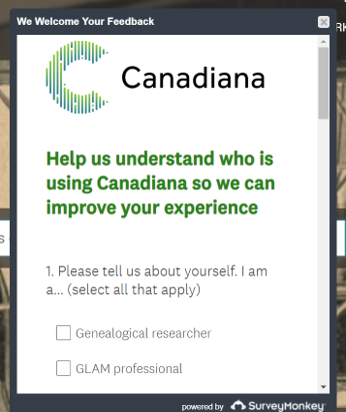 We Welcome Your Feedback
RK
Canadiana
Help us understand who is
using Canadiana so we can
improve your experience
s
1. Please tell us about yourself. I am
a... (select all that apply)
Genealogical researcher
GLAM professional
powered by SurveyMonkey